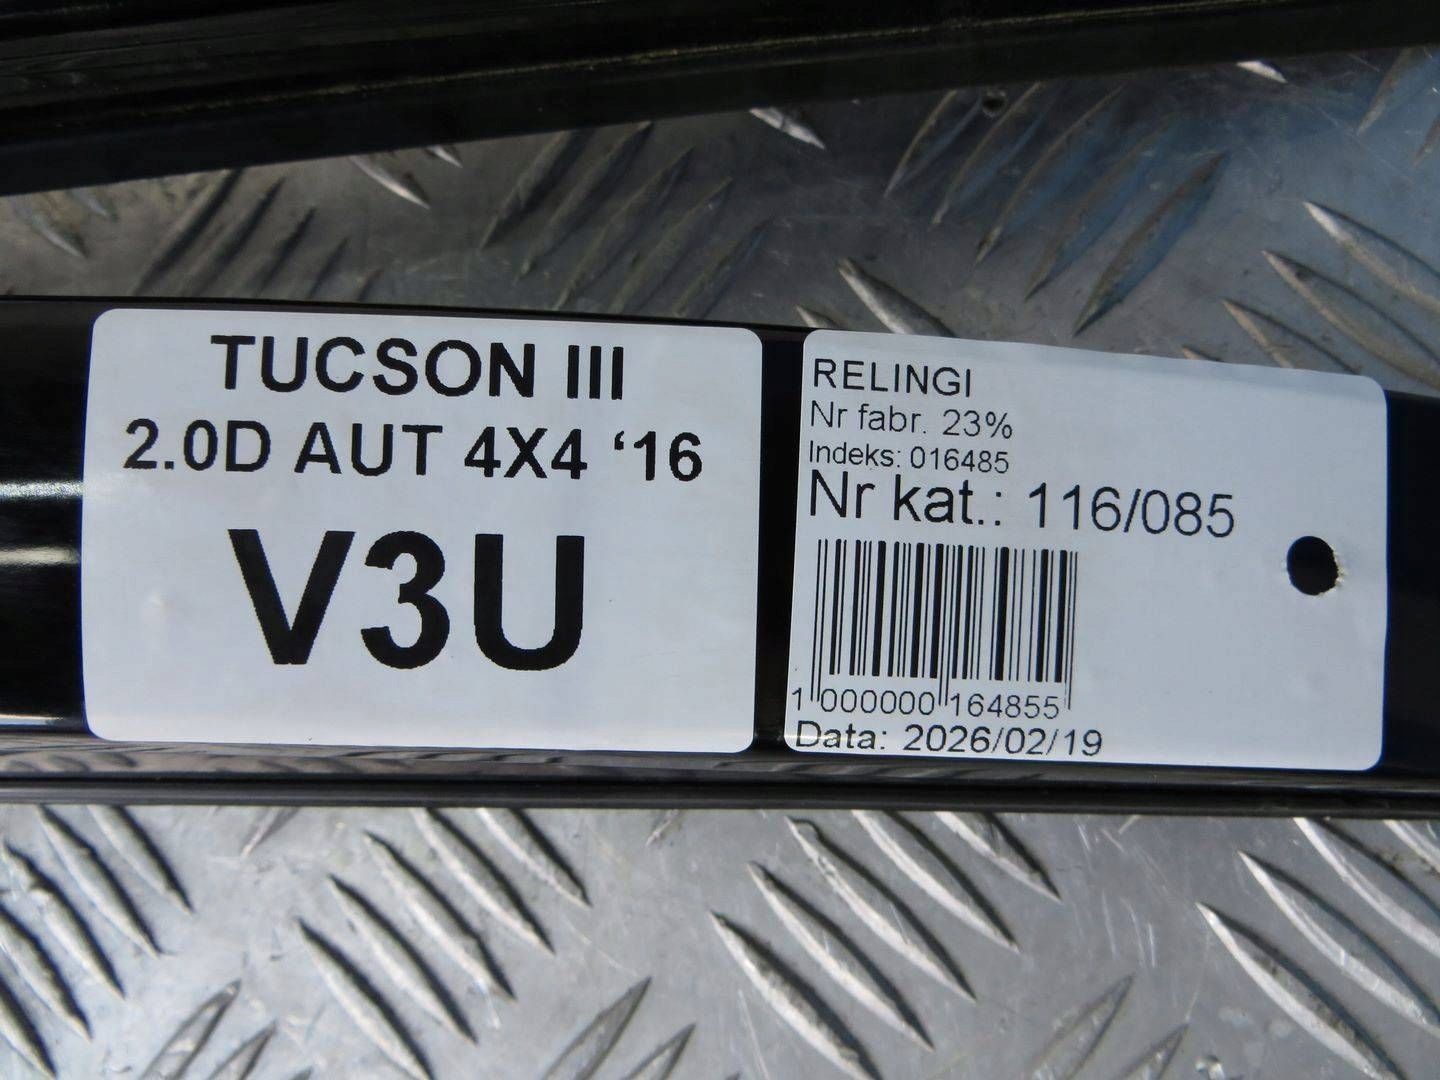 TUCSON III
2.0D AUT 4X4 ‘16
V3U
RELINGI
Nr fabr. 23%
Indeks: 016485
Nr kat.: 116/085
1 000000 164855
Data: 2026/02/19